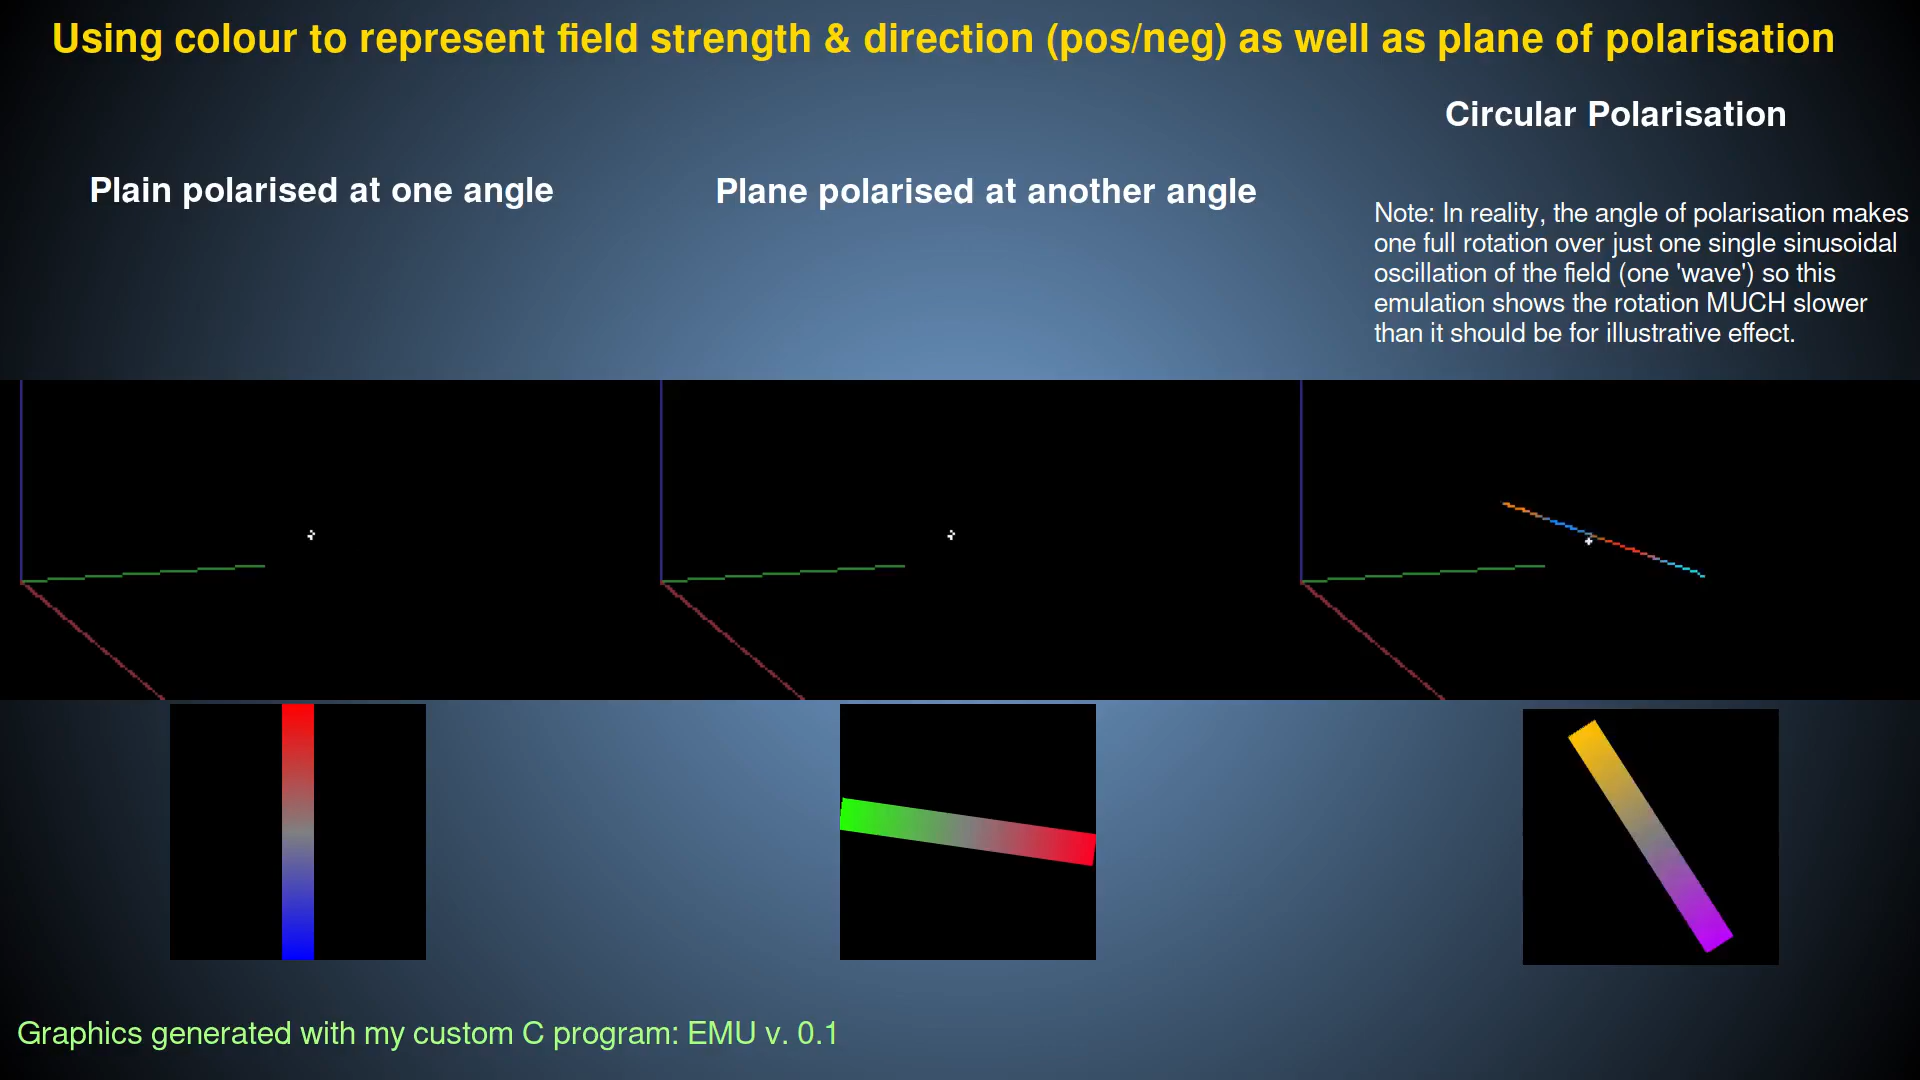 Using colour to represent field strength & direction (pos/neg) as well as plane of polarisation
Circular Polarisation
Plain polarised at one angle
Plane polarised at another angle
Note: In reality, the angle of polarisation makes
one full rotation over just one single sinusoidal
oscillation of the field (one 'wave') so this
emulation shows the rotation MUCH slower
than it should be for illustrative effect.
Graphics generated with my custom C program: EMU v. 0.1